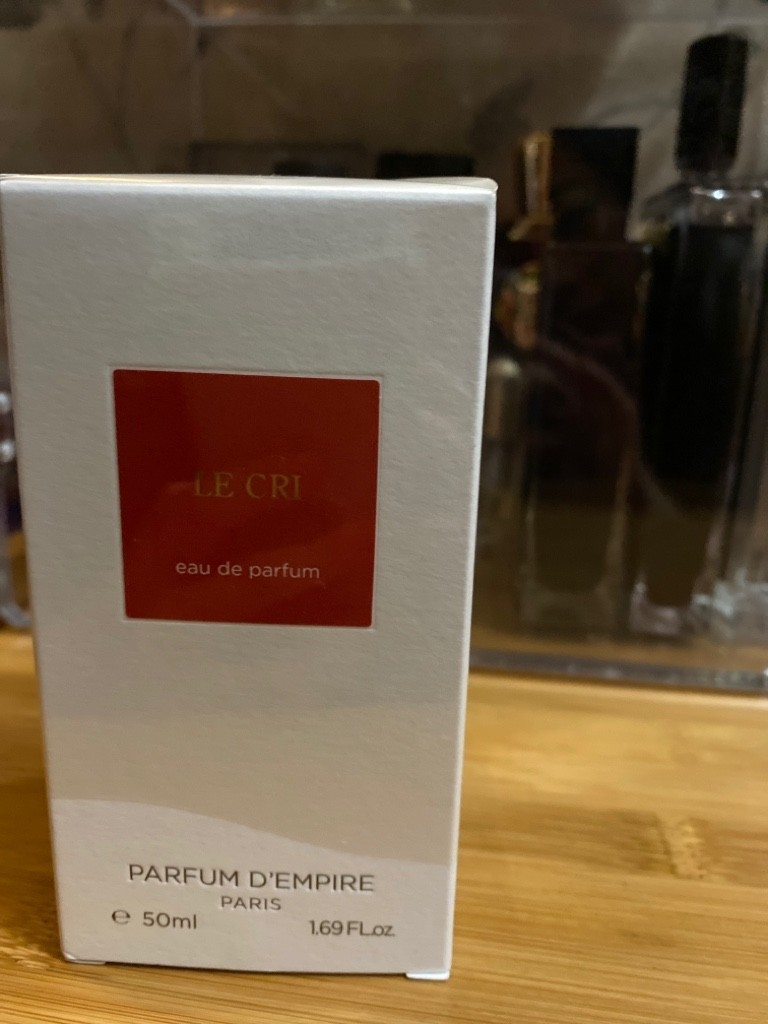 LE CRI
eau de parfum
PARFUM D'EMPIRE
PARIS
℮ 50ml 1.69 FL.oz